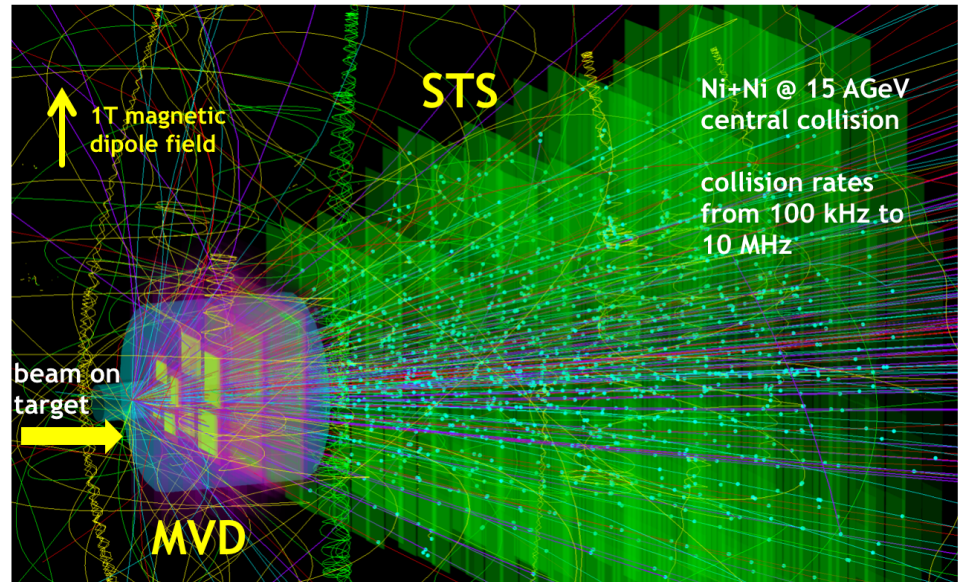 STS
1T magnetic
dipole field
Ni+Ni @ 15 AGeV
central collision
collision rates
from 100 kHz to
10 MHz
beam on
target
MVD